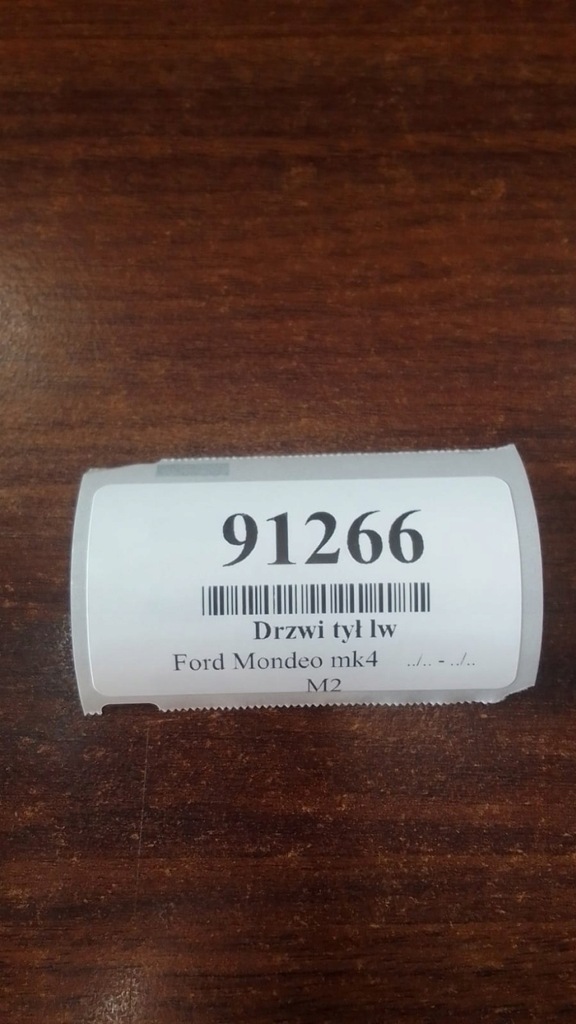 91266
Drzwi tył lw
Ford Mondeo mk4 ../.. - ../..
M2